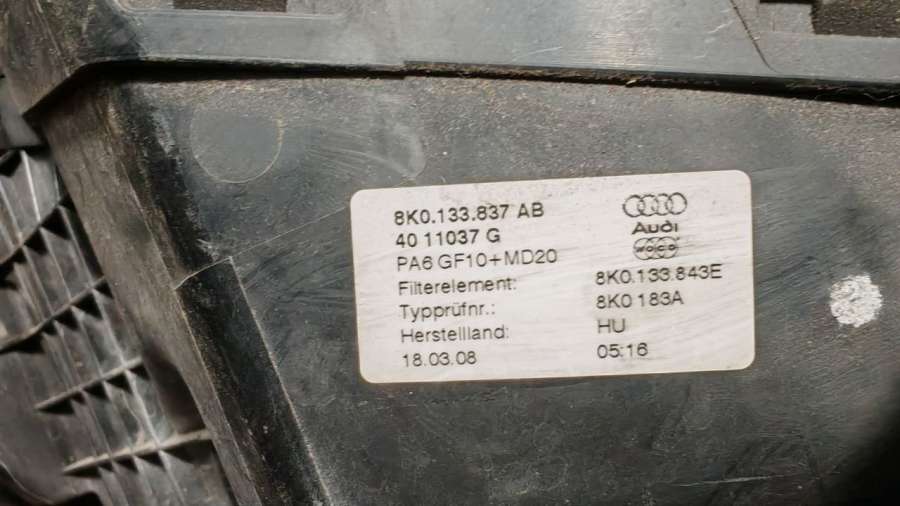 8K0.133.837 AB
40 11037 G
Audi
PA6 GF10+MD20
WOCO
Filterelement: 8K0.133.843E
Typprüfnr.: 8K0 183A
Herstellland: HU
18.03.08 05:16